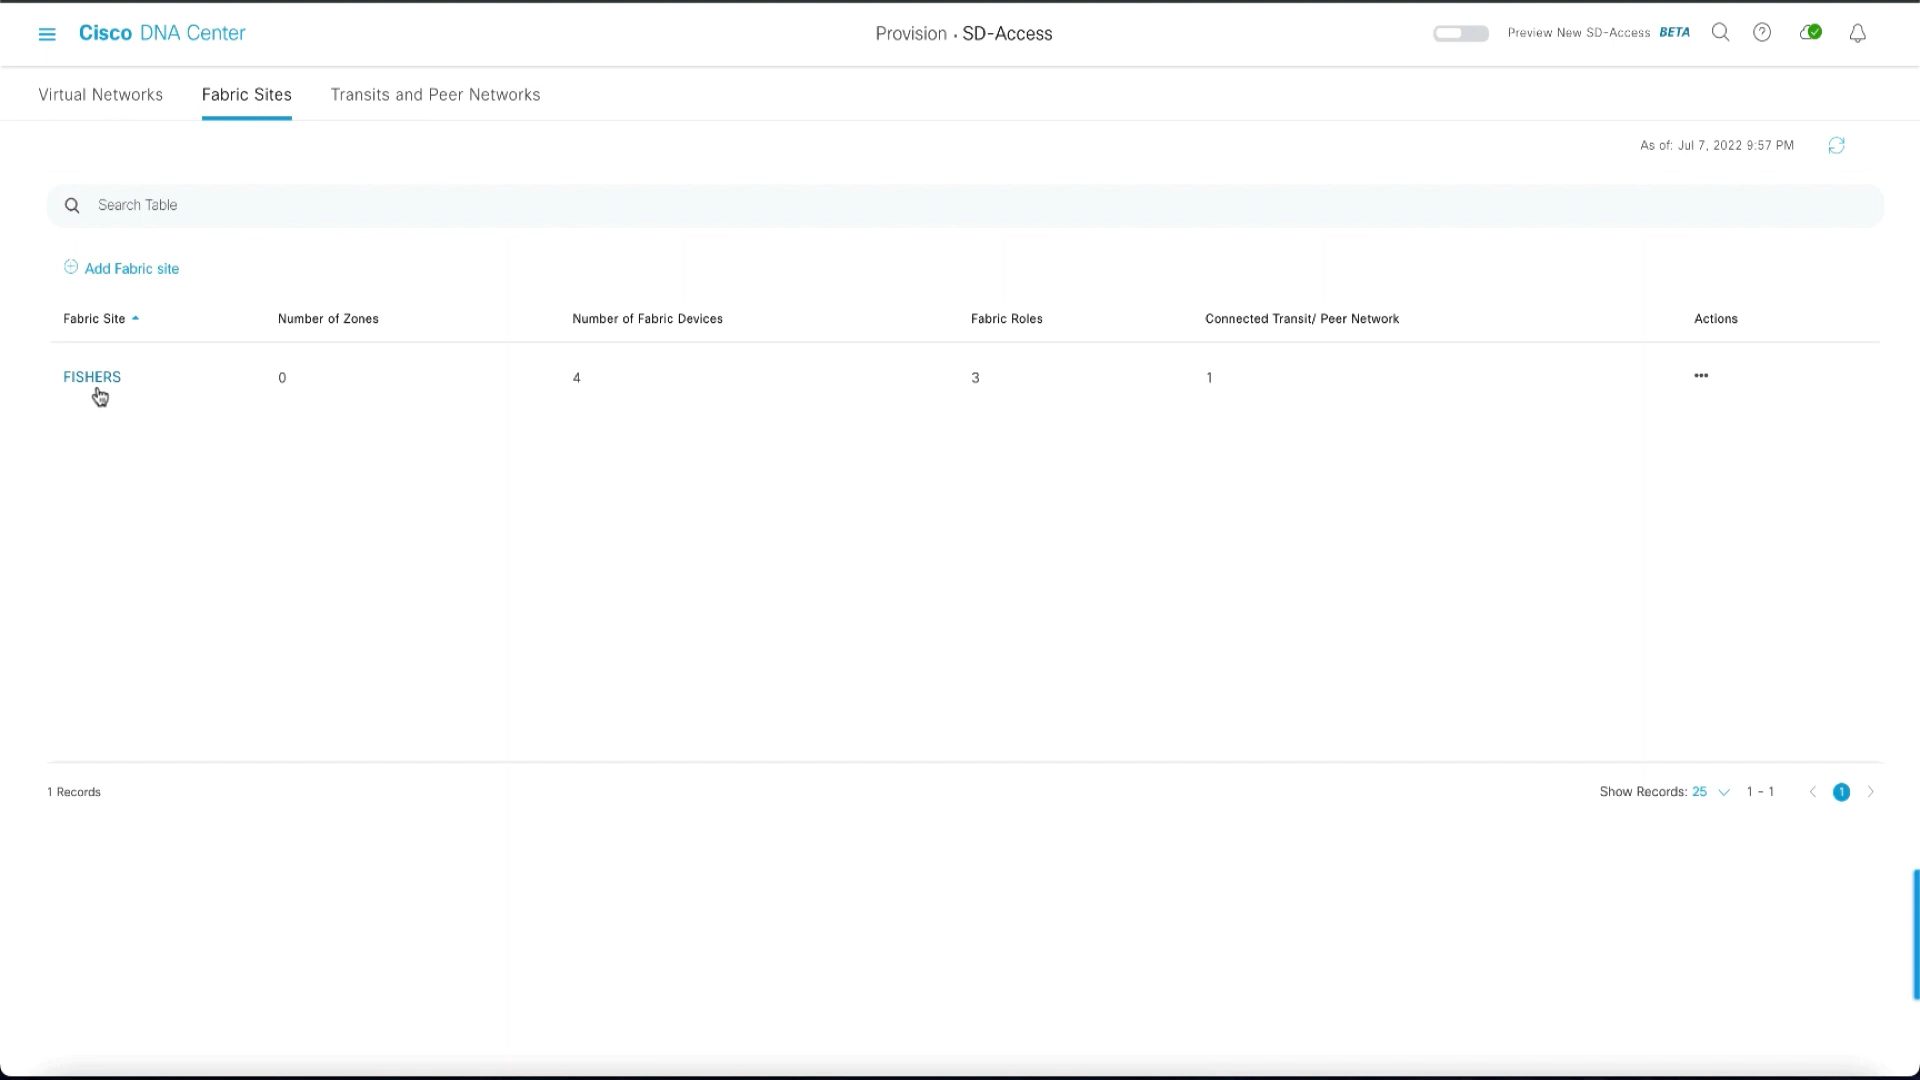 Cisco DNA Center
Provision · SD-Access
Preview New SD-Access BETA
Virtual Networks
Fabric Sites
Transits and Peer Networks
As of: Jul 7, 2022 9:57 PM
Search Table
Add Fabric site
Fabric Site
Number of Zones
Number of Fabric Devices
Fabric Roles
Connected Transit/ Peer Network
Actions
FISHERS
0
4
3
1
1 Records
Show Records: 25
1 - 1
1